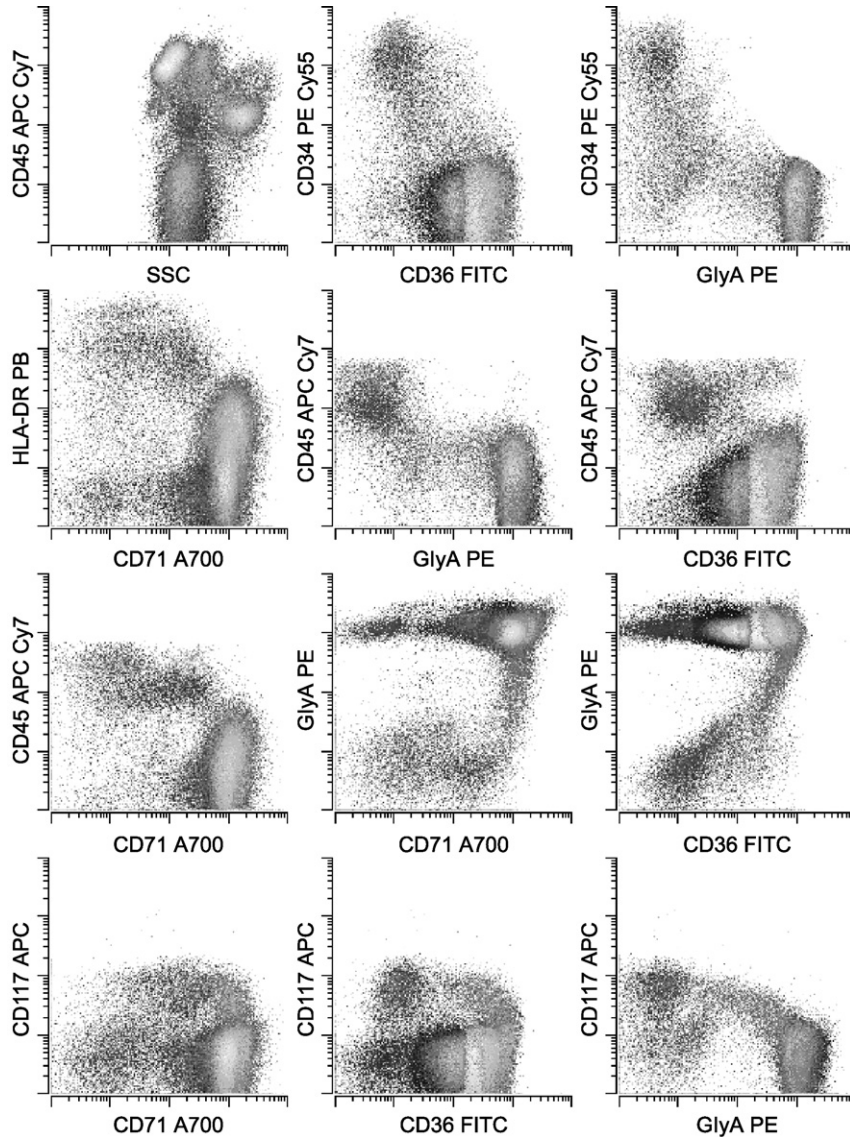 CD45 APC Cy7
SSC
CD34 PE Cy55
CD36 FITC
CD34 PE Cy55
GlyA PE
HLA-DR PB
CD71 A700
CD45 APC Cy7
GlyA PE
CD45 APC Cy7
CD36 FITC
CD45 APC Cy7
CD71 A700
GlyA PE
CD71 A700
GlyA PE
CD36 FITC
CD117 APC
CD71 A700
CD117 APC
CD36 FITC
CD117 APC
GlyA PE